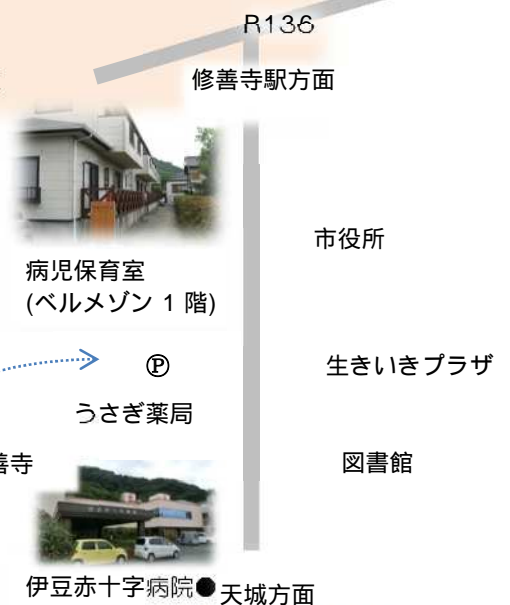 R136
修善寺駅方面
市役所
病児保育室
(ベルメゾン 1 階)
Ⓟ
生きいきプラザ
うさぎ薬局
善寺
図書館
伊豆赤十字病院●
天城方面